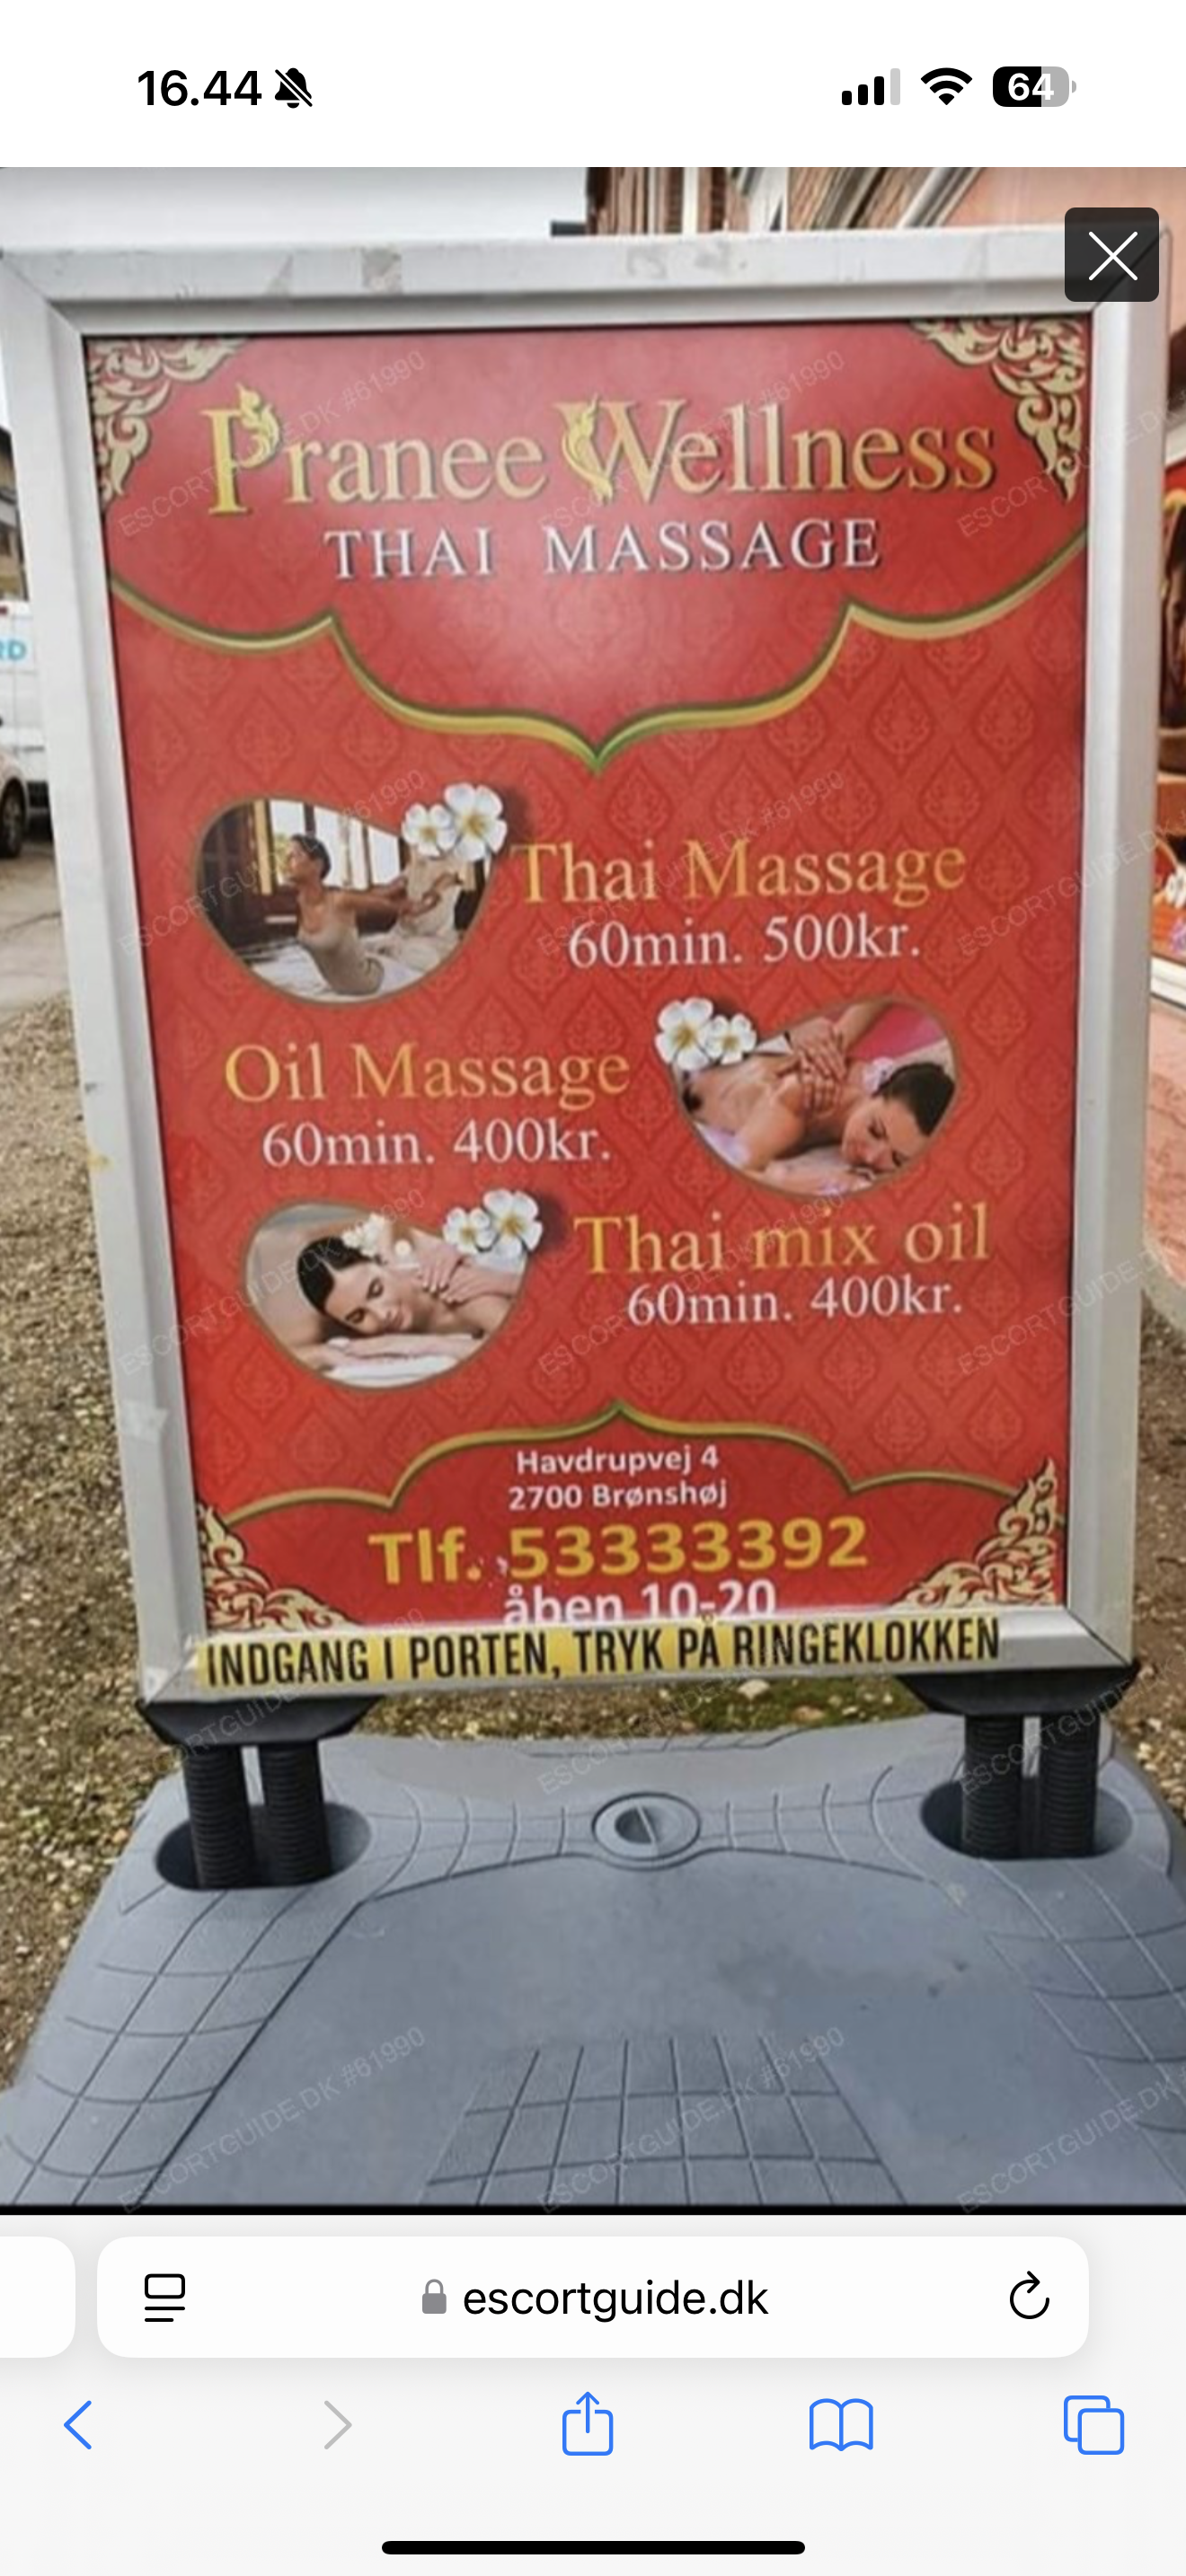 16.44
64
Pranee Wellness
THAI MASSAGE
Thai Massage
60min. 500kr.
Oil Massage
60min. 400kr.
Thai mix oil
60min. 400kr.
Havdrupvej 4
2700 Brønshøj
Tlf. 53333392
åben 10-20
INDGANG I PORTEN, TRYK PÅ RINGEKLOKKEN
RD
ESCORTGUIDE.DK #61990
escortguide.dk